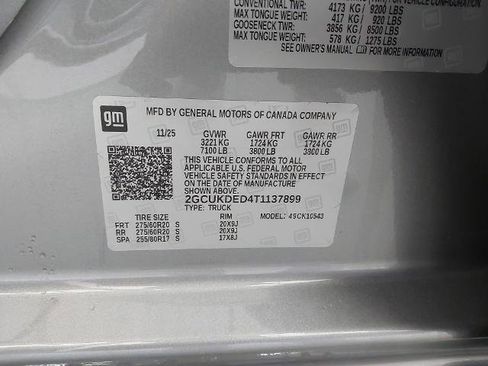 CONVENTIONAL TWR: 4173 KG / 9200 LBS
MAX TONGUE WEIGHT: 417 KG / 920 LBS
GOOSENECK TWR: 3856 KG / 8500 LBS
MAX TONGUE WEIGHT: 578 KG / 1275 LBS
SEE OWNER'S MANUAL FOR MORE DETAILS
gm
MFD BY GENERAL MOTORS OF CANADA COMPANY
11/25 GVWR GAWR FRT GAWR RR
3221 KG 1724 KG 1724 KG
7100 LB 3800 LB 3800 LB
THIS VEHICLE CONFORMS TO ALL
APPLICABLE U.S. FEDERAL MOTOR
VEHICLE SAFETY STANDARDS IN
EFFECT ON THE DATE OF MANUFACTURE
SHOWN ABOVE.
2GCUKDED4T1137899
TYPE: TRUCK
TIRE SIZE RIM MODEL: 4SCK10543
FRT 275/60R20 S 20X9J
RR 275/60R20 S 20X9J
SPA 255/80R17 S 17X8J